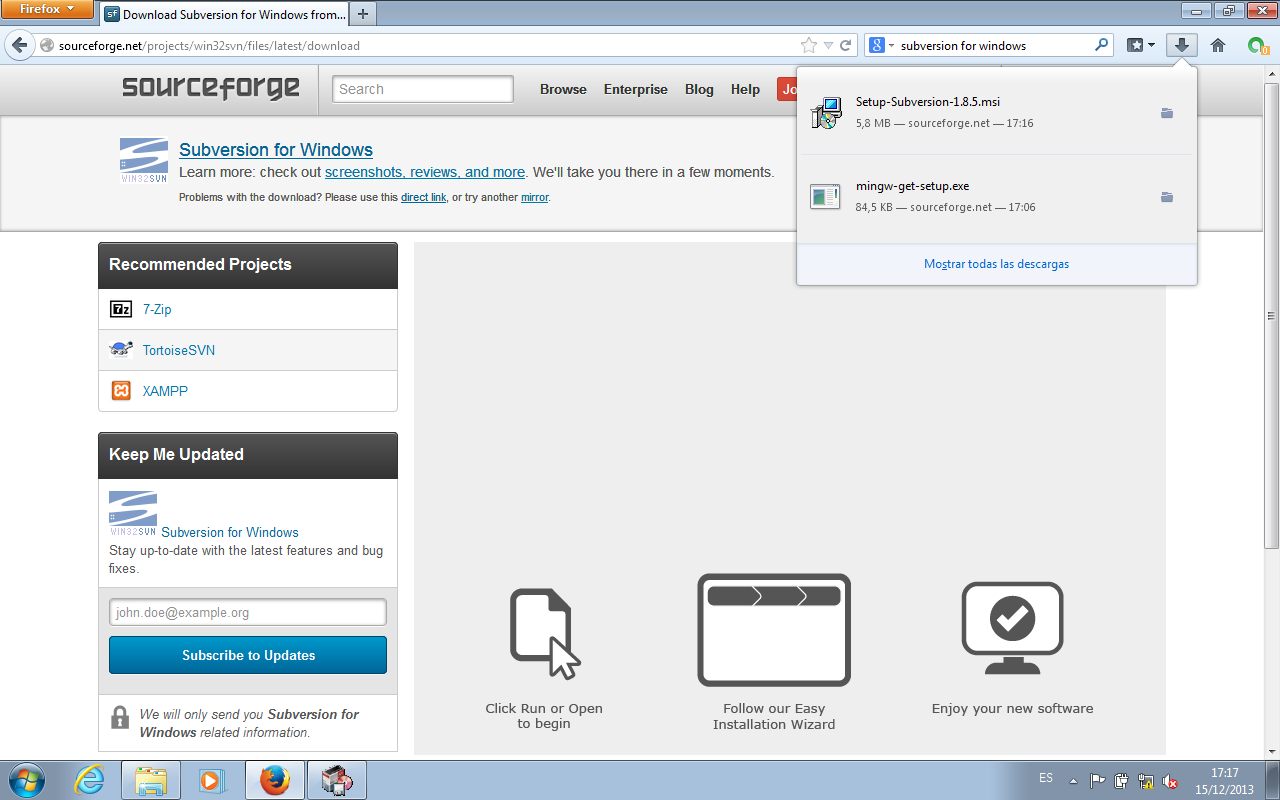 Firefox
Download Subversion for Windows from...
sourceforge.net/projects/win32svn/files/latest/download
subversion for windows
sourceforge
Search
Browse
Enterprise
Blog
Help
Jo
Setup-Subversion-1.8.5.msi
5,8 MB — sourceforge.net — 17:16
mingw-get-setup.exe
84,5 KB — sourceforge.net — 17:06
Mostrar todas las descargas
WIN32SVN
Subversion for Windows
Learn more: check out screenshots, reviews, and more. We'll take you there in a few moments.
Problems with the download? Please use this direct link, or try another mirror.
Recommended Projects
7-Zip
TortoiseSVN
XAMPP
Keep Me Updated
WIN32SVN
Subversion for Windows
Stay up-to-date with the latest features and bug
fixes.
john.doe@example.org
Subscribe to Updates
We will only send you Subversion for
Windows related information.
Click Run or Open
to begin
Follow our Easy
Installation Wizard
Enjoy your new software
ES
17:17
15/12/2013